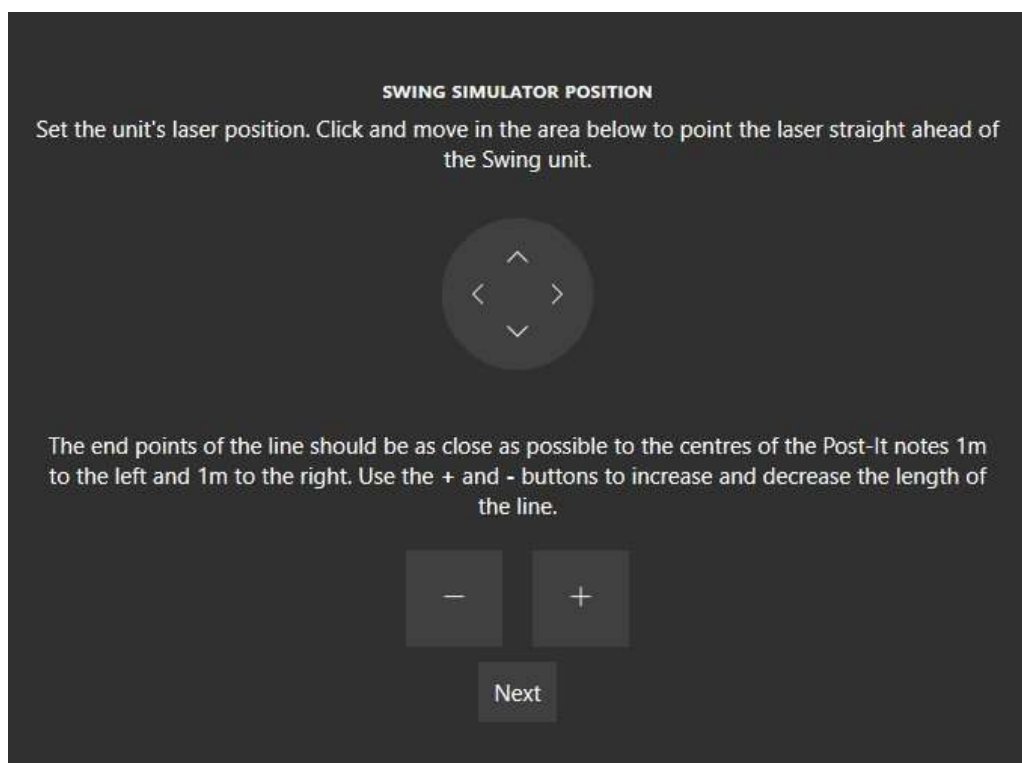 SWING SIMULATOR POSITION
Set the unit's laser position. Click and move in the area below to point the laser straight ahead of
the Swing unit.
The end points of the line should be as close as possible to the centres of the Post-It notes 1m
to the left and 1m to the right. Use the + and - buttons to increase and decrease the length of
the line.
− +
Next